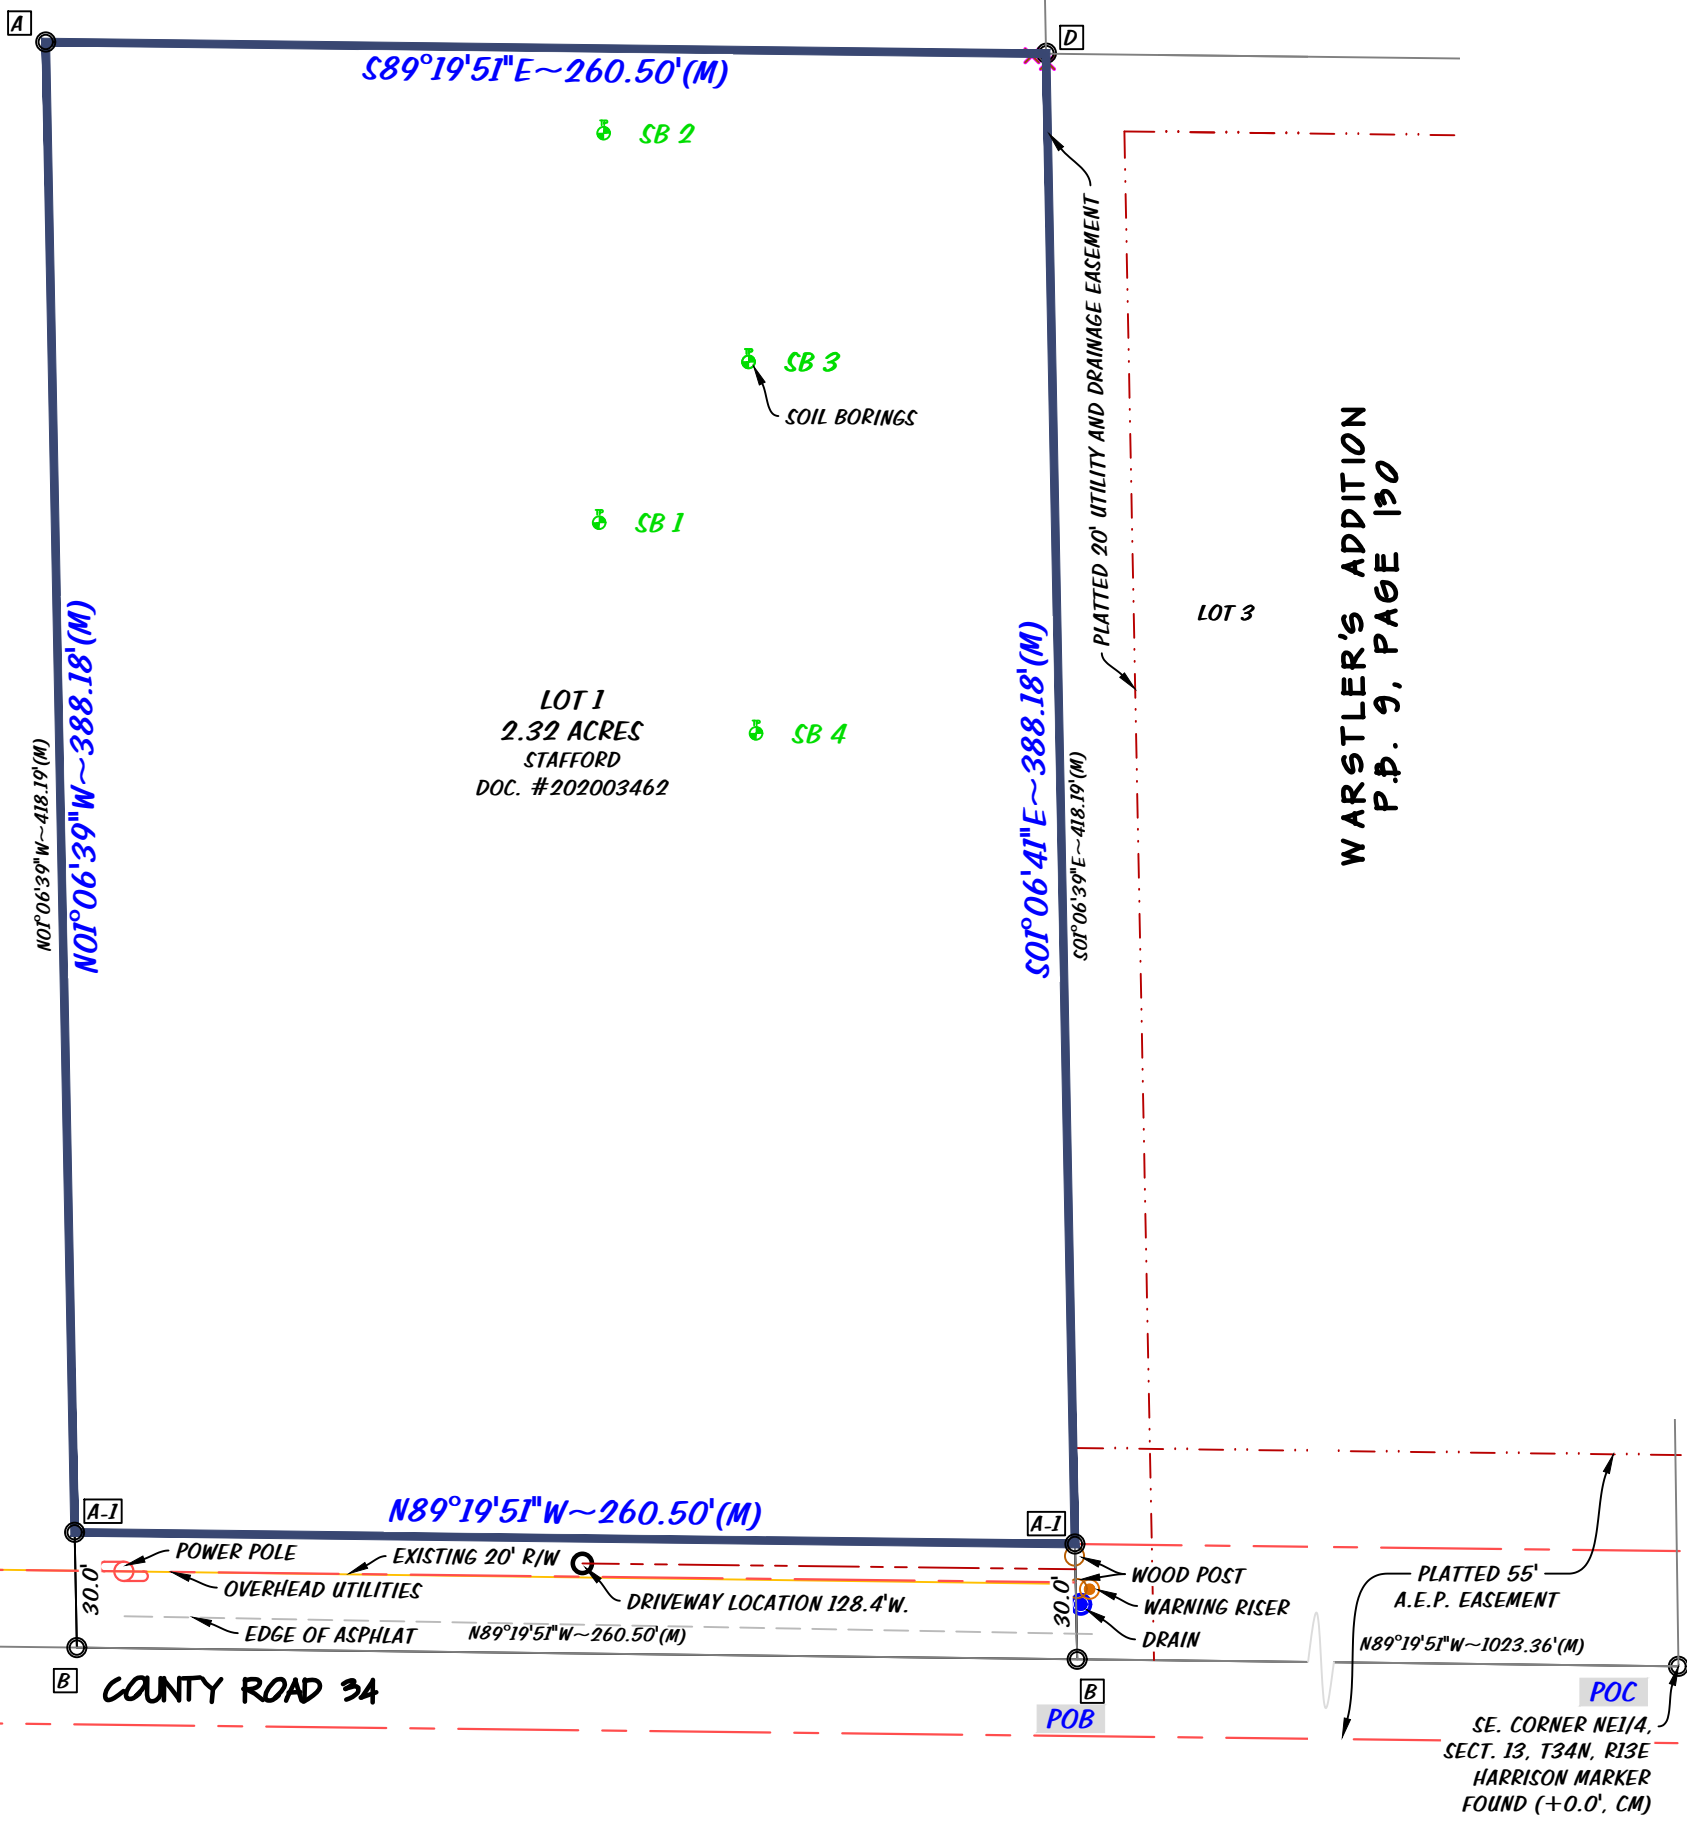 A
D
S89°19'51"E~260.50'(M)
SB 2
SB 3
SOIL BORINGS
SB 1
PLATTED 20' UTILITY AND DRAINAGE EASEMENT
LOT 3
WARSTLER'S ADDITION
P.B. 9, PAGE 130
LOT 1
2.32 ACRES
STAFFORD
DOC. #202003462
SB 4
N01°06'39"W~418.19'(M)
N01°06'39"W~388.18'(M)
S01°06'41"E~388.18'(M)
S01°06'39"E~418.19'(M)
A-1
N89°19'51"W~260.50'(M)
A-1
POWER POLE
EXISTING 20' R/W
OVERHEAD UTILITIES
DRIVEWAY LOCATION 128.4'W.
30.0'
30.0'
WOOD POST
WARNING RISER
DRAIN
PLATTED 55'
A.E.P. EASEMENT
EDGE OF ASPHLAT
N89°19'51"W~260.50'(M)
N89°19'51"W~1023.36'(M)
B
COUNTY ROAD 34
B
POB
POC
SE. CORNER NE1/4,
SECT. 13, T34N, R13E
HARRISON MARKER
FOUND (+0.0', CM)